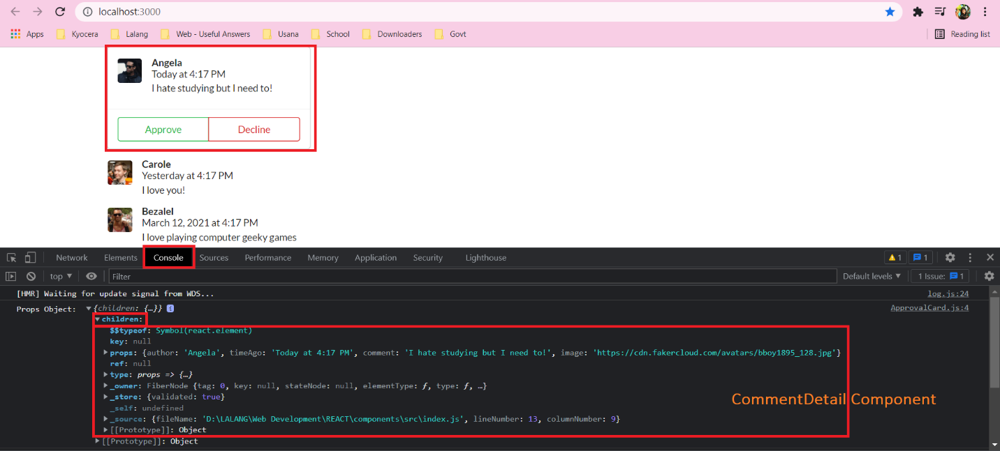 localhost:3000
Apps Kyocera Lalang Web - Useful Answers Usana School Downloaders Govt Reading list
Angela
Today at 4:17 PM
I hate studying but I need to!
Approve Decline
Carole
Yesterday at 4:17 PM
I love you!
Bezalel
March 12, 2021 at 4:17 PM
I love playing computer geeky games
Network Elements Console Sources Performance Memory Application Security Lighthouse 1 1
top ▼ Filter Default levels ▼ 1 Issue: 1
[HMR] Waiting for update signal from WDS... log.js:24
Props Object: ▼{children: {…}} i ApprovalCard.js:4
▼children:
$$typeof: Symbol(react.element)
key: null
▶props: {author: 'Angela', timeAgo: 'Today at 4:17 PM', comment: 'I hate studying but I need to!', image: 'https://cdn.fakercloud.com/avatars/bboy1895_128.jpg'}
ref: null
▶type: props => {…}
▶_owner: FiberNode {tag: 0, key: null, stateNode: null, elementType: ƒ, type: ƒ, …}
▶_store: {validated: true}
_self: undefined
▶_source: {fileName: 'D:\LALANG\Web Development\REACT\components\src\index.js', lineNumber: 13, columnNumber: 9}
▶[[Prototype]]: Object
▶[[Prototype]]: Object
CommentDetail Component